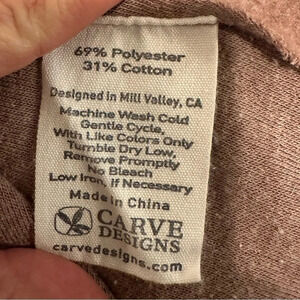 69% Polyester
31% Cotton
Designed in Mill Valley, CA
Machine Wash Cold
Gentle Cycle,
With Like Colors Only
Tumble Dry Low,
Remove Promptly
No Bleach
Low Iron, if Necessary
Made in China
CARVE
DESIGNS
carvedesigns.com